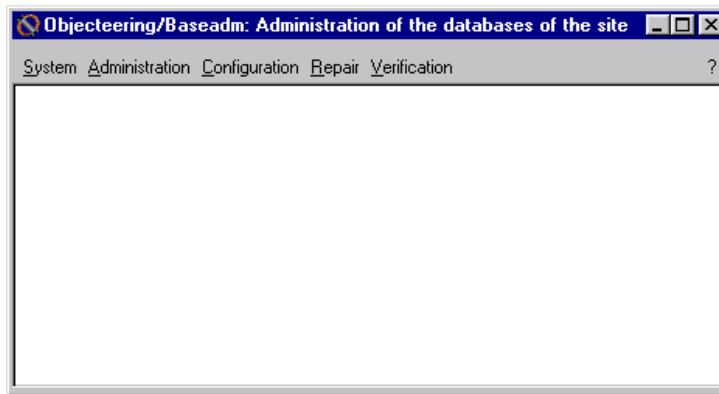 Objecteering/Baseadm: Administration of the databases of the site
System Administration Configuration Repair Verification ?